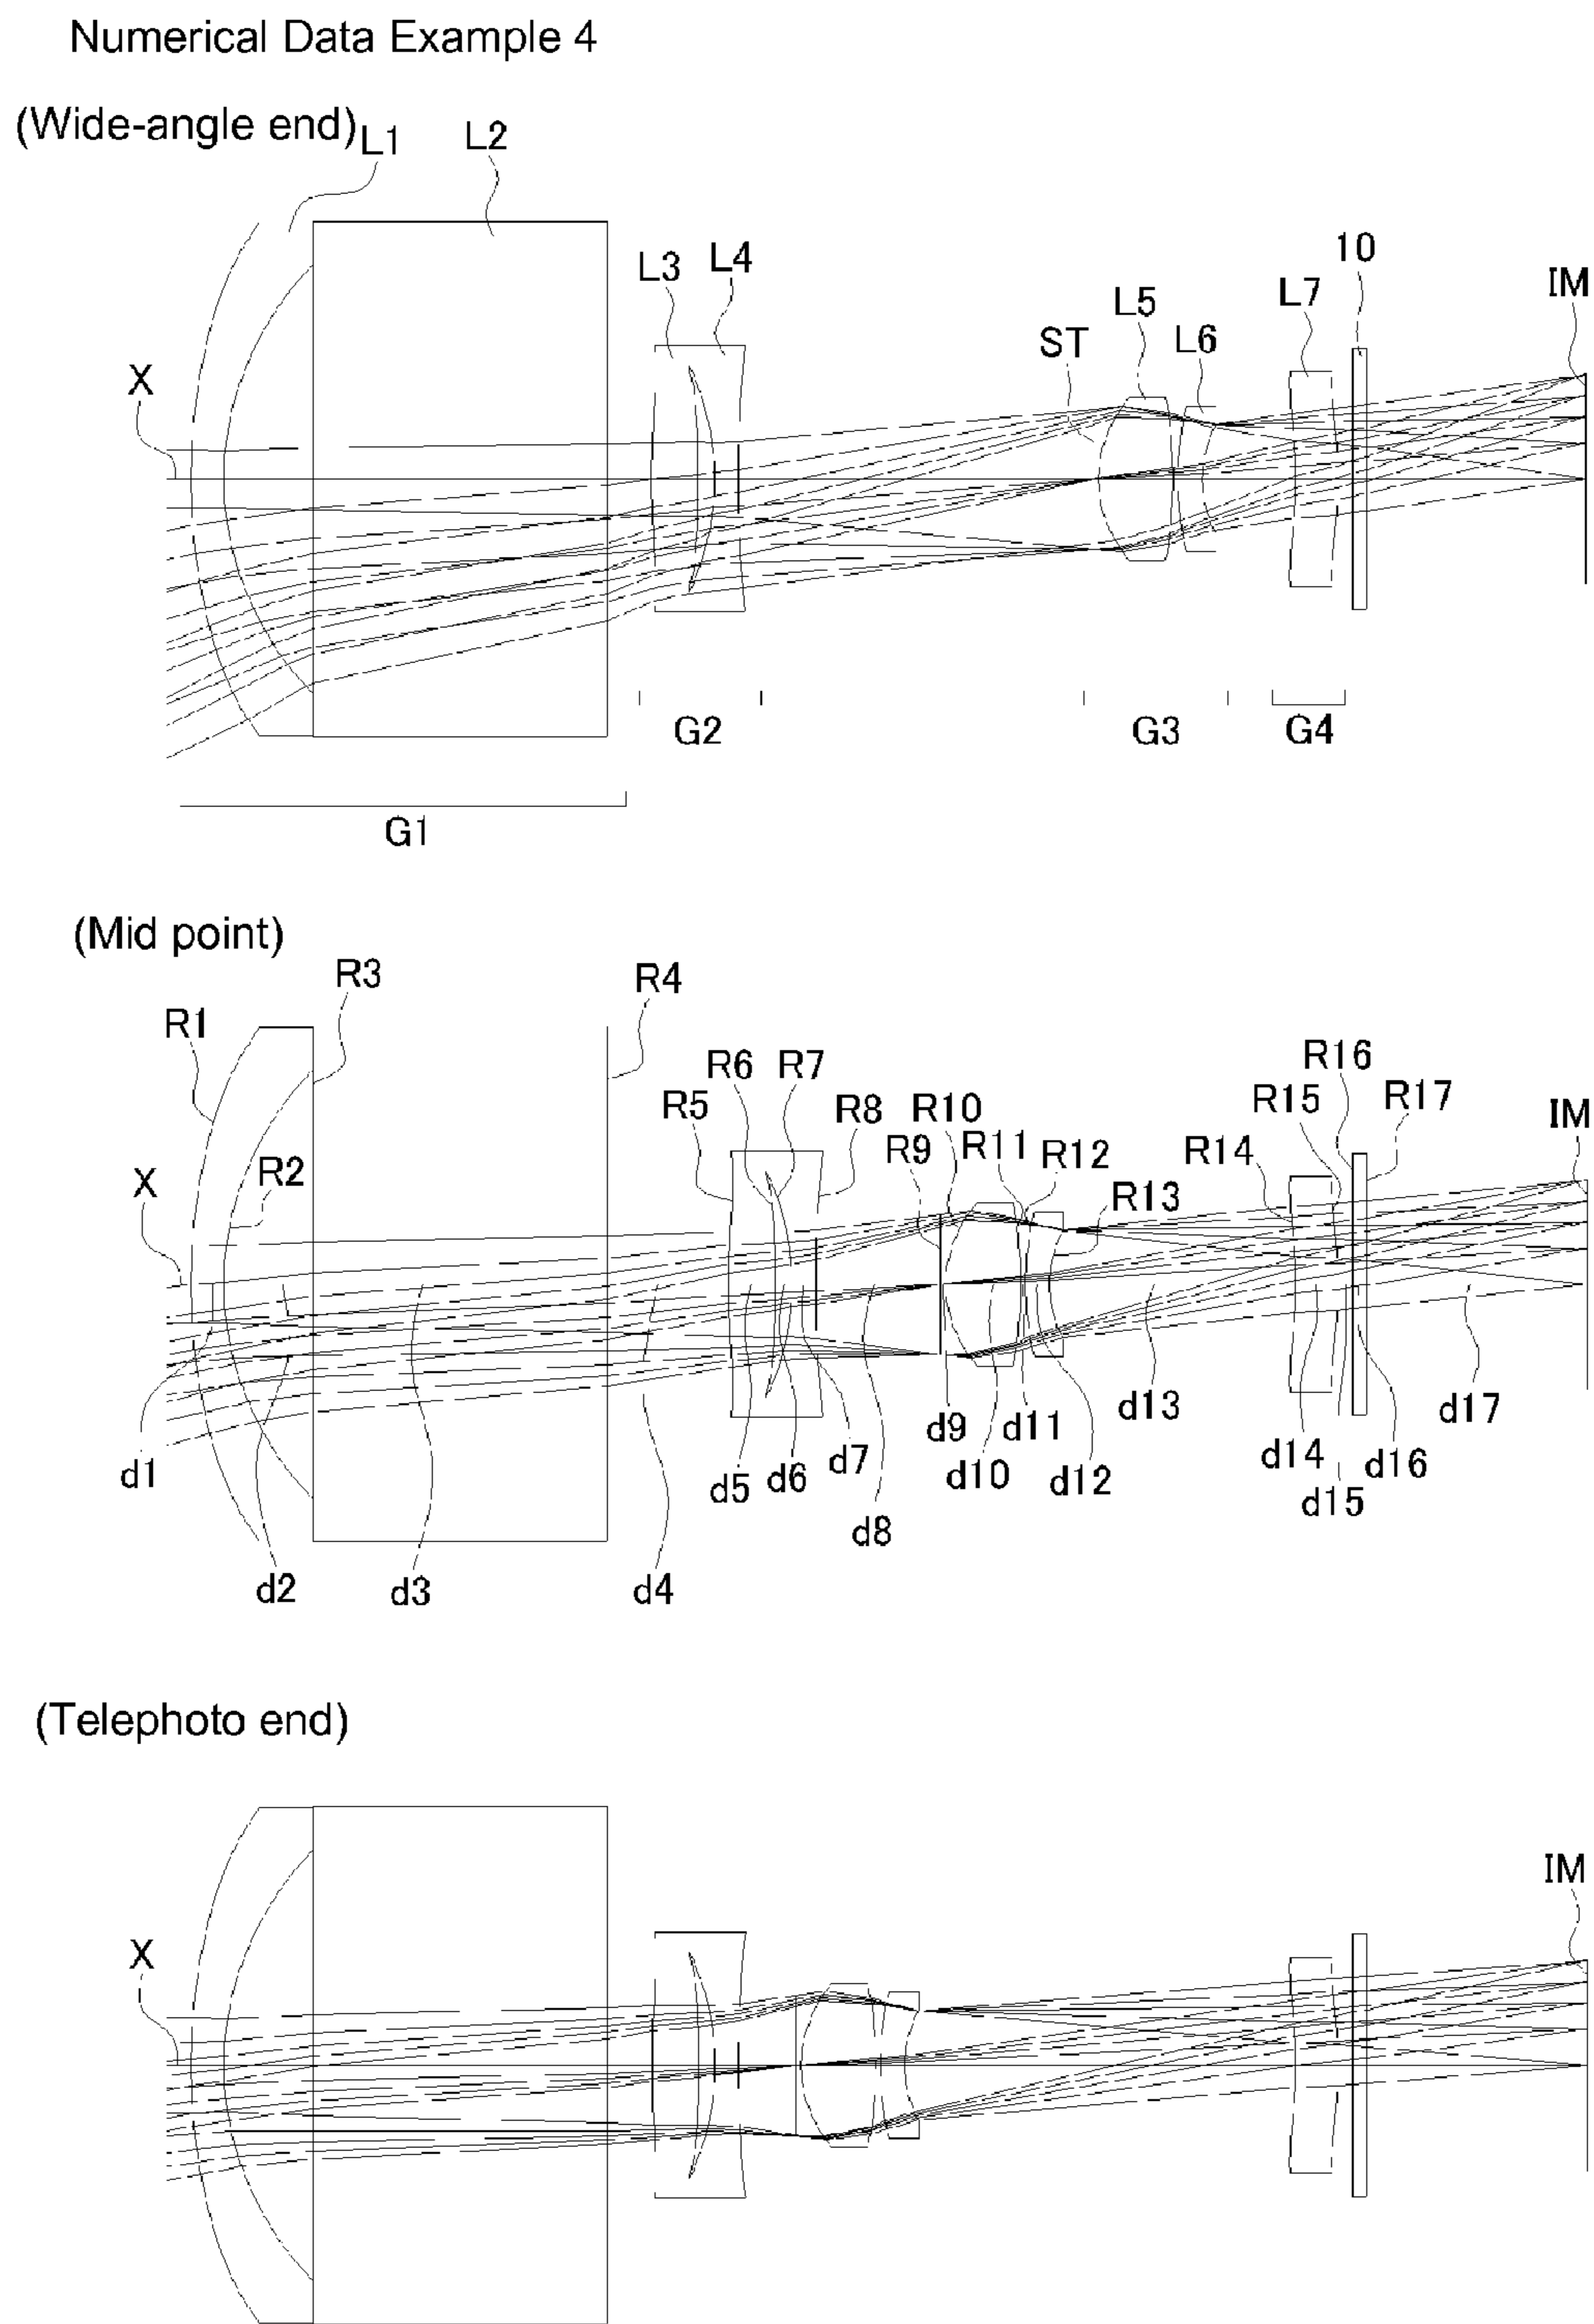 Numerical Data Example 4
(Wide-angle end)
L1
L2
L3
L4
10
IM
L7
L5
ST
L6
X
G2
G3
G4
G1
(Mid point)
R3
R4
R1
R16
R6
R7
R15
R17
R5
R8
R10
IM
R9
R11
R12
R14
R2
X
R13
d1
d9
d11
d13
d17
d14
d16
d5
d6
d7
d10
d12
d15
d8
d2
d3
d4
(Telephoto end)
IM
X